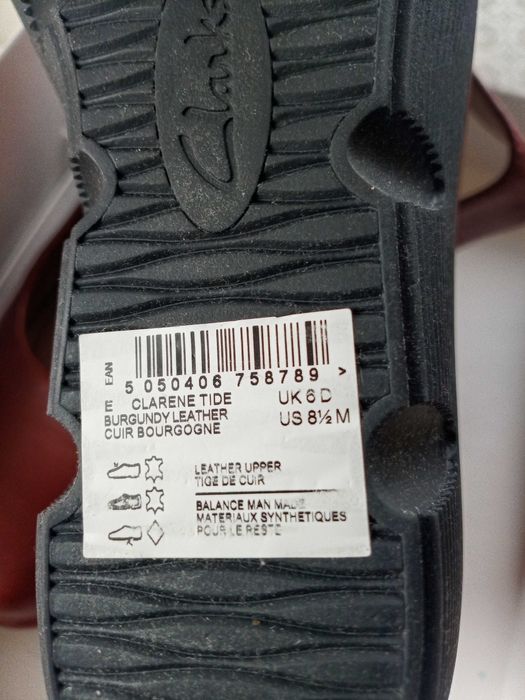 Clarks
EAN
5 050406 758789 >
E CLARENE TIDE UK 6 D
BURGUNDY LEATHER US 8½ M
CUIR BOURGOGNE
LEATHER UPPER
TIGE DE CUIR
BALANCE MAN MADE
MATERIAUX SYNTHETIQUES
POUR LE RESTE